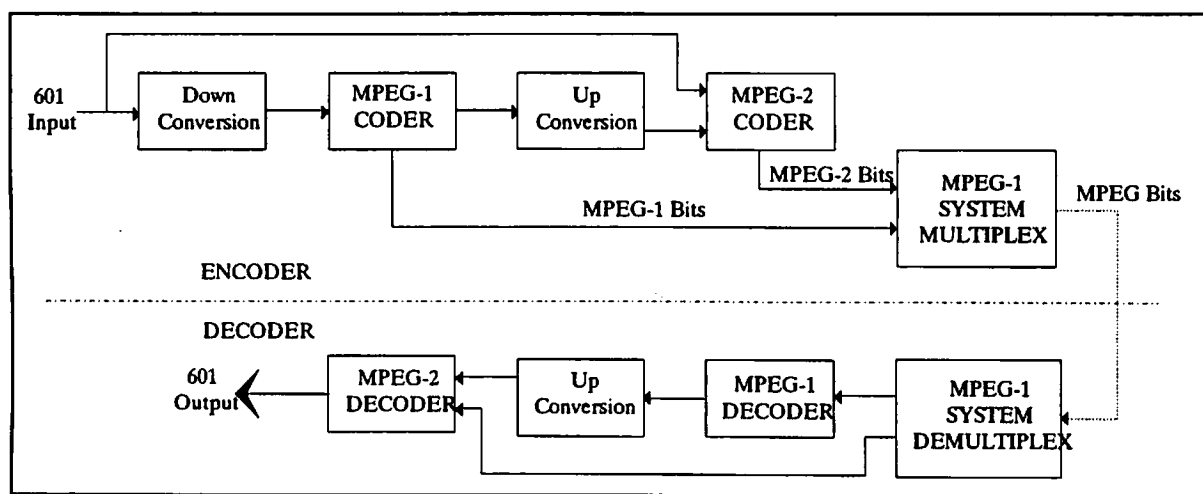 601
Input
Down
Conversion
MPEG-1
CODER
Up
Conversion
MPEG-2
CODER
MPEG-2 Bits
MPEG-1 Bits
MPEG-1
SYSTEM
MULTIPLEX
MPEG Bits
ENCODER
DECODER
601
Output
MPEG-2
DECODER
Up
Conversion
MPEG-1
DECODER
MPEG-1
SYSTEM
DEMULTIPLEX